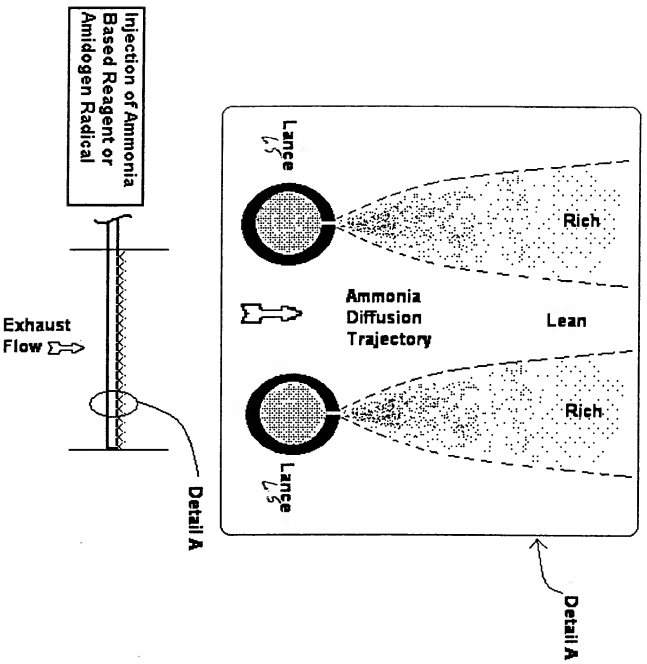 Injection of Ammonia
Based Reagent or
Amidogen Radical
Exhaust
Flow
Detail A
Lance
Lance
Rich
Ammonia
Diffusion
Trajectory
Lean
Rich
Detail A